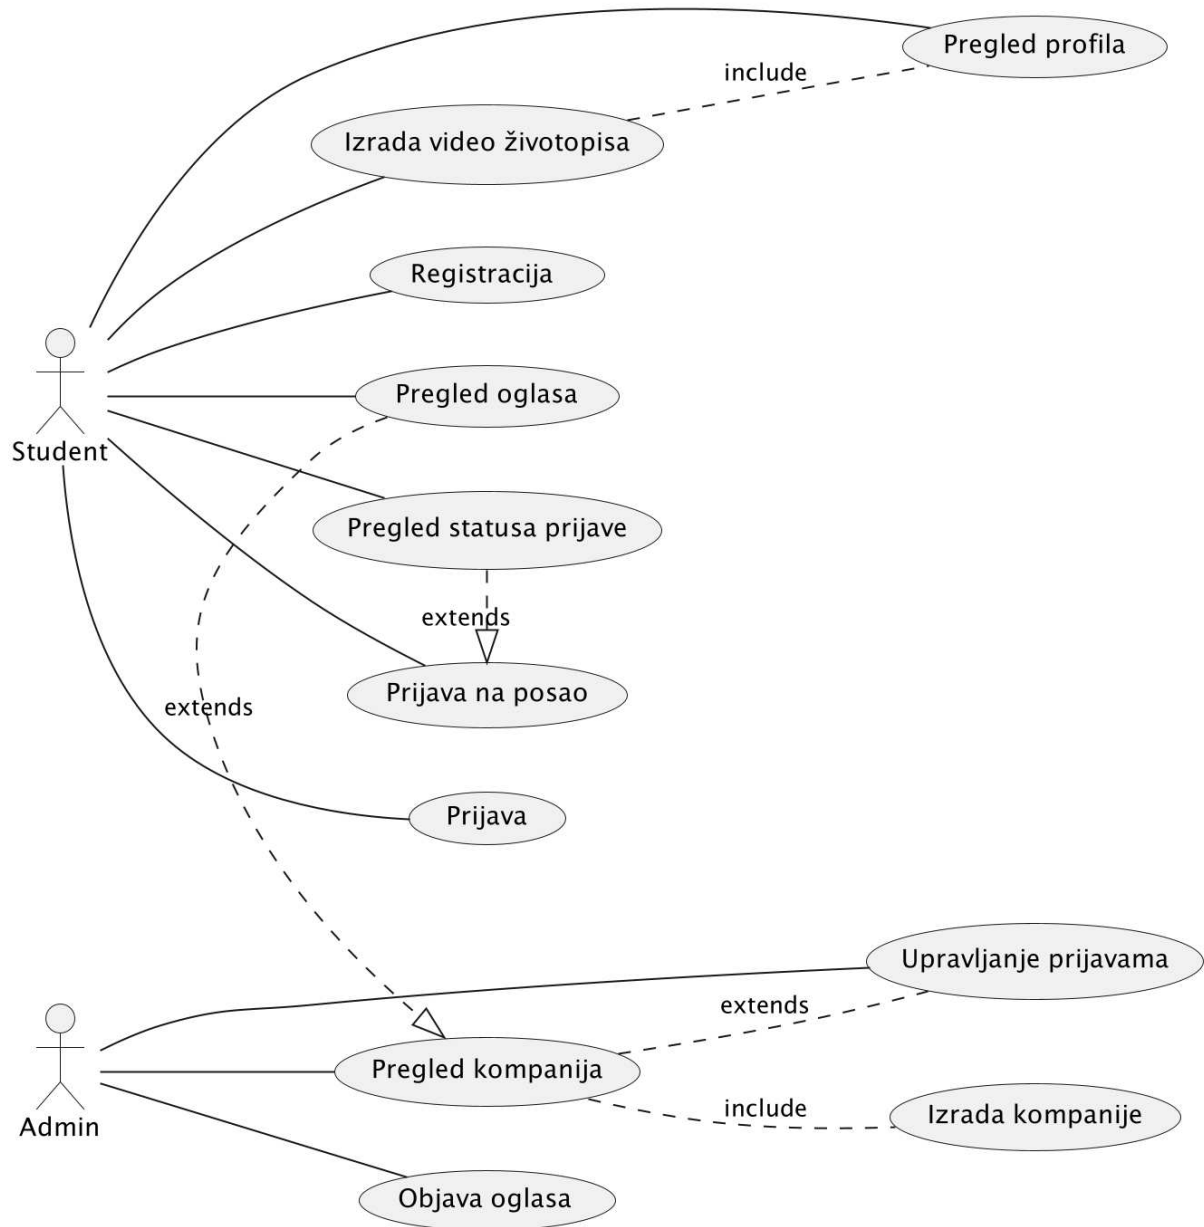 Pregled profila
include
Izrada video životopisa
Registracija
Pregled oglasa
Student
Pregled statusa prijave
extends
Prijava na posao
extends
Prijava
Upravljanje prijavama
extends
Pregled kompanija
include
Izrada kompanije
Admin
Objava oglasa